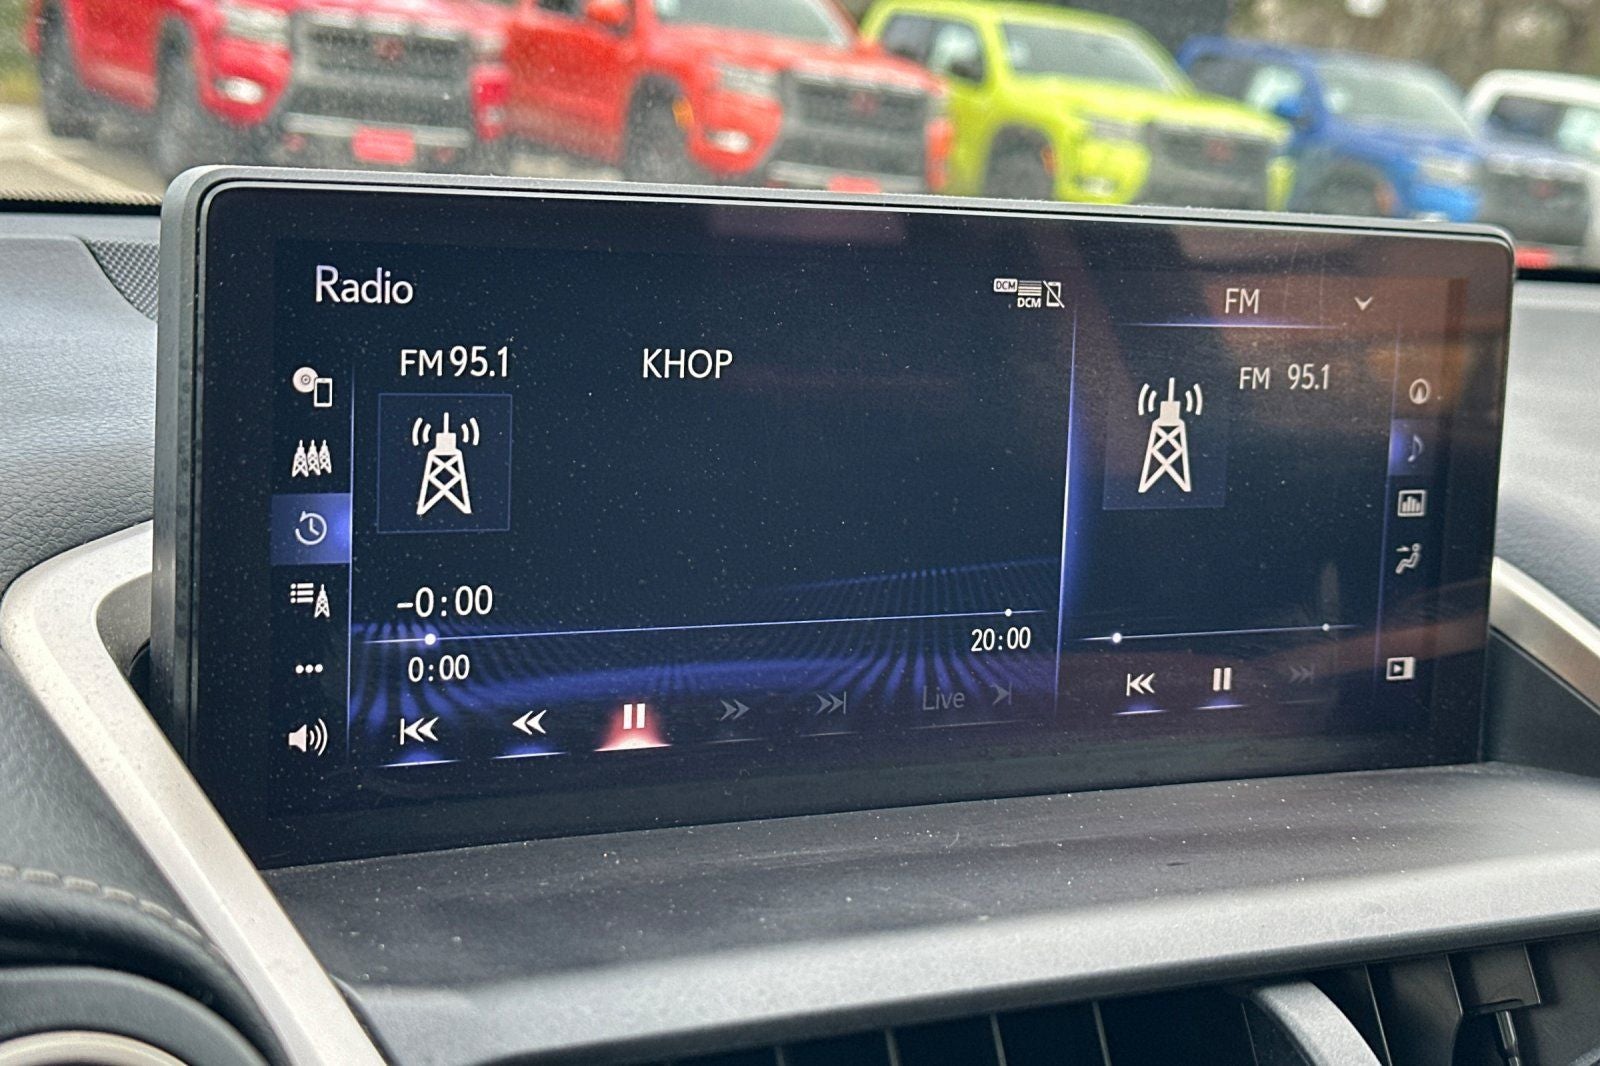 Radio
DCM
DCM
FM
FM 95.1
KHOP
FM 95.1
-0:00
0:00
20:00
Live